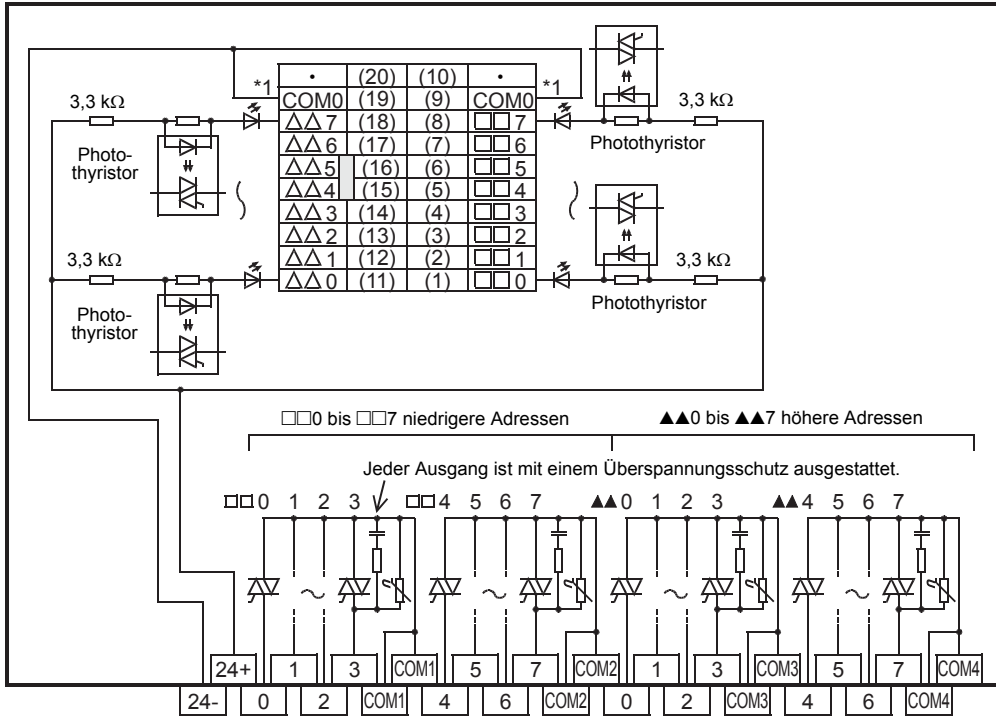 *1 • (20) (10) • *1
COM0 (19) (9) COM0
3,3 kΩ △△7 (18) (8) □□7 3,3 kΩ
△△6 (17) (7) □□6
△△5 (16) (6) □□5
△△4 (15) (5) □□4
△△3 (14) (4) □□3
△△2 (13) (3) □□2
△△1 (12) (2) □□1
△△0 (11) (1) □□0
Photo-
thyristor
Photothyristor
3,3 kΩ
3,3 kΩ
Photo-
thyristor
Photothyristor
□□0 bis □□7 niedrigere Adressen ▲▲0 bis ▲▲7 höhere Adressen
Jeder Ausgang ist mit einem Überspannungsschutz ausgestattet.
□□0 1 2 3 □□4 5 6 7 ▲▲0 1 2 3 ▲▲4 5 6 7
24+ 1 3 COM1 5 7 COM2 1 3 COM3 5 7 COM4
24- 0 2 COM1 4 6 COM2 0 2 COM3 4 6 COM4